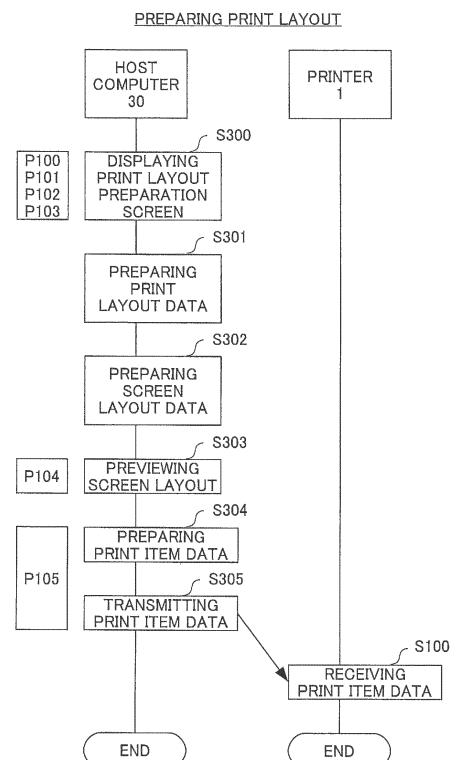 PREPARING PRINT LAYOUT
HOST
COMPUTER
30
PRINTER
1
S300
P100
P101
P102
P103
DISPLAYING
PRINT LAYOUT
PREPARATION
SCREEN
S301
PREPARING
PRINT
LAYOUT DATA
S302
PREPARING
SCREEN
LAYOUT DATA
S303
P104
PREVIEWING
SCREEN LAYOUT
S304
PREPARING
PRINT ITEM DATA
P105
S305
TRANSMITTING
PRINT ITEM DATA
S100
RECEIVING
PRINT ITEM DATA
END
END